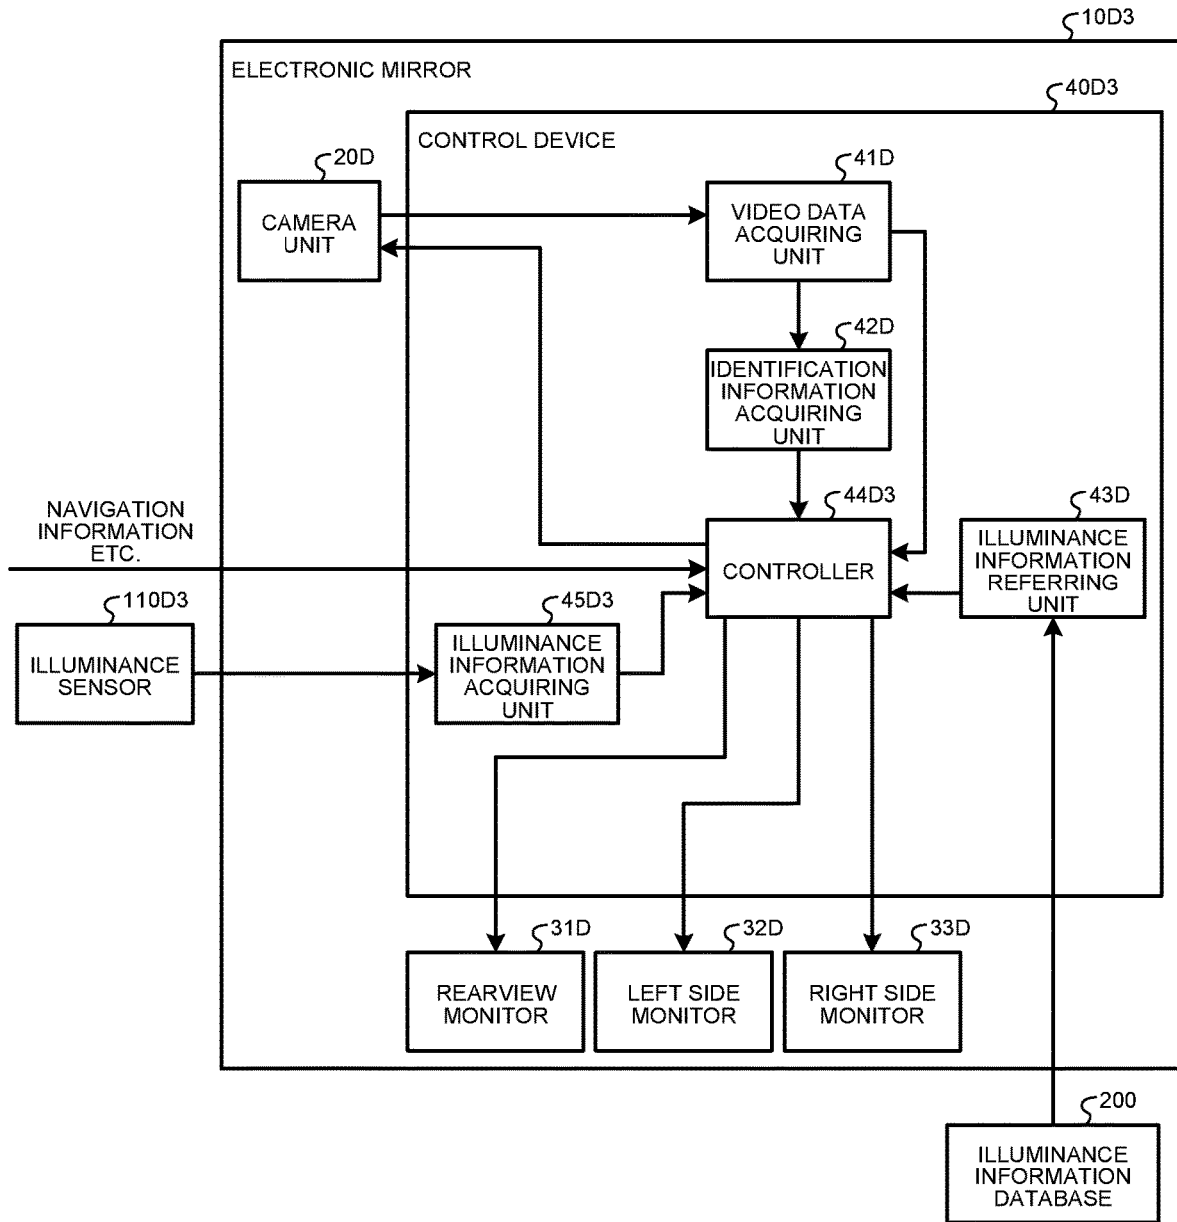 10D3
ELECTRONIC MIRROR
40D3
CONTROL DEVICE
20D
CAMERA
UNIT
41D
VIDEO DATA
ACQUIRING
UNIT
42D
IDENTIFICATION
INFORMATION
ACQUIRING
UNIT
NAVIGATION
INFORMATION
ETC.
44D3
CONTROLLER
43D
ILLUMINANCE
INFORMATION
REFERRING
UNIT
110D3
ILLUMINANCE
SENSOR
45D3
ILLUMINANCE
INFORMATION
ACQUIRING
UNIT
31D
REARVIEW
MONITOR
32D
LEFT SIDE
MONITOR
33D
RIGHT SIDE
MONITOR
200
ILLUMINANCE
INFORMATION
DATABASE